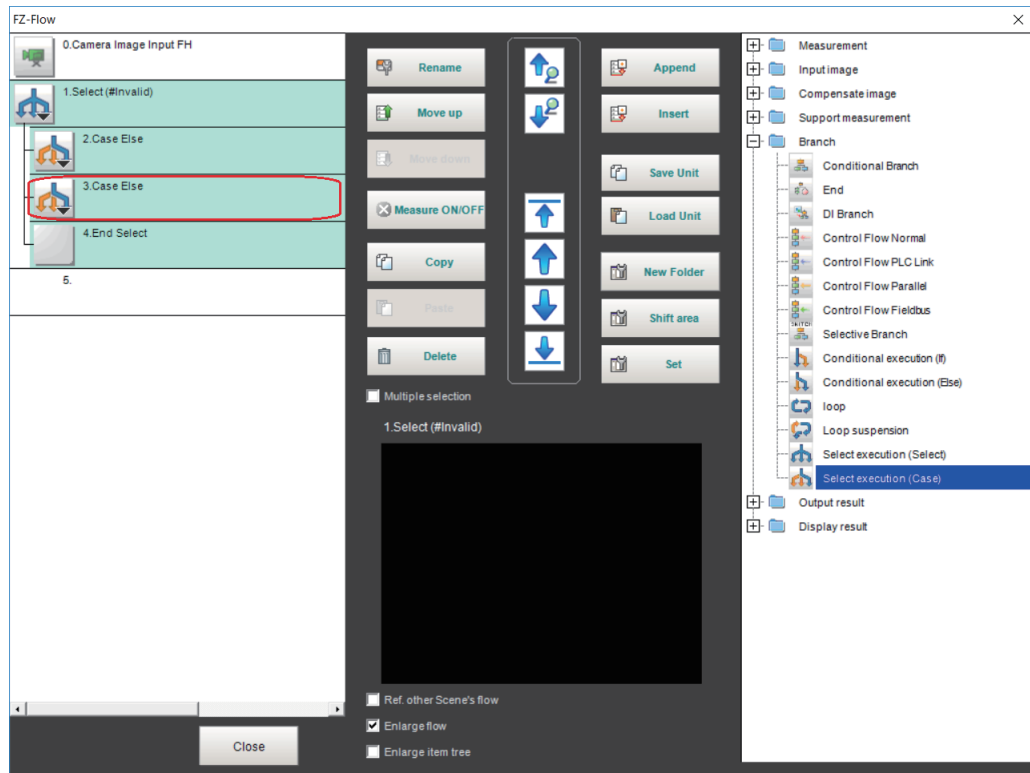 FZ-Flow
0.Camera Image Input FH
1.Select (#Invalid)
2.Case Else
3.Case Else
4.End Select
5.
Close
Rename
Move up
Move down
Measure ON/OFF
Copy
Paste
Delete
Append
Insert
Save Unit
Load Unit
New Folder
Shift area
Set
Multiple selection
1.Select (#Invalid)
Ref. other Scene's flow
Enlarge flow
Enlarge item tree
Measurement
Input image
Compensate image
Support measurement
Branch
Conditional Branch
End
DI Branch
Control Flow Normal
Control Flow PLC Link
Control Flow Parallel
Control Flow Fieldbus
Selective Branch
Conditional execution (If)
Conditional execution (Else)
loop
Loop suspension
Select execution (Select)
Select execution (Case)
Output result
Display result